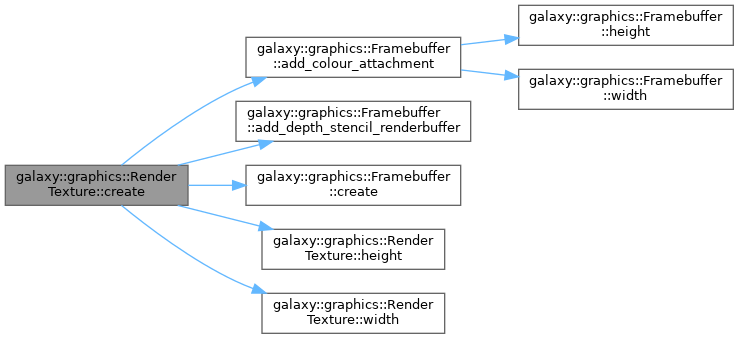 galaxy::graphics::Framebuffer
::height
galaxy::graphics::Framebuffer
::add_colour_attachment
galaxy::graphics::Framebuffer
::width
galaxy::graphics::Framebuffer
::add_depth_stencil_renderbuffer
galaxy::graphics::Render
Texture::create
galaxy::graphics::Framebuffer
::create
galaxy::graphics::Render
Texture::height
galaxy::graphics::Render
Texture::width